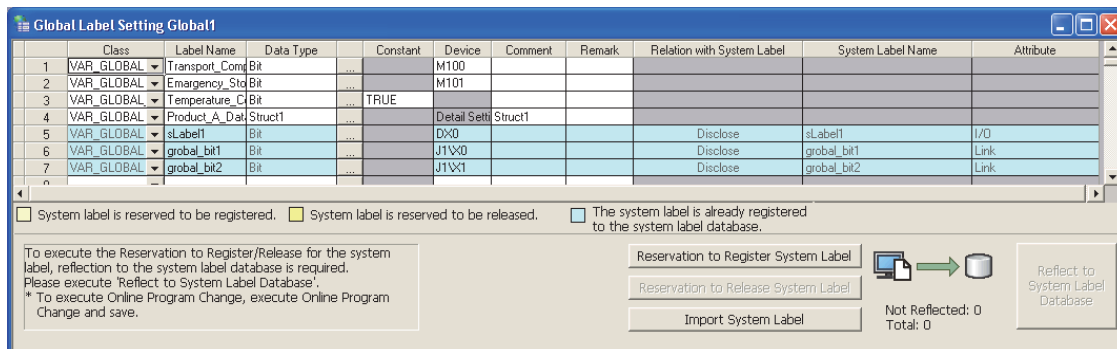 Global Label Setting Global1
Class Label Name Data Type Constant Device Comment Remark Relation with System Label System Label Name Attribute
1 VAR_GLOBAL Transport_Comp Bit ... M100
2 VAR_GLOBAL Emargency_Sto Bit ... M101
3 VAR_GLOBAL Temperature_Co Bit ... TRUE
4 VAR_GLOBAL Product_A_Data Struct1 ... Detail Setti Struct1
5 VAR_GLOBAL sLabel1 Bit ... DX0 Disclose sLabel1 I/O
6 VAR_GLOBAL grobal_bit1 Bit ... J1\X0 Disclose grobal_bit1 Link
7 VAR_GLOBAL grobal_bit2 Bit ... J1\X1 Disclose grobal_bit2 Link
System label is reserved to be registered. System label is reserved to be released. The system label is already registered
to the system label database.
To execute the Reservation to Register/Release for the system
label, reflection to the system label database is required.
Please execute 'Reflect to System Label Database'.
* To execute Online Program Change, execute Online Program
Change and save.
Reservation to Register System Label
Reservation to Release System Label
Import System Label
Not Reflected: 0
Total: 0
Reflect to
System Label
Database